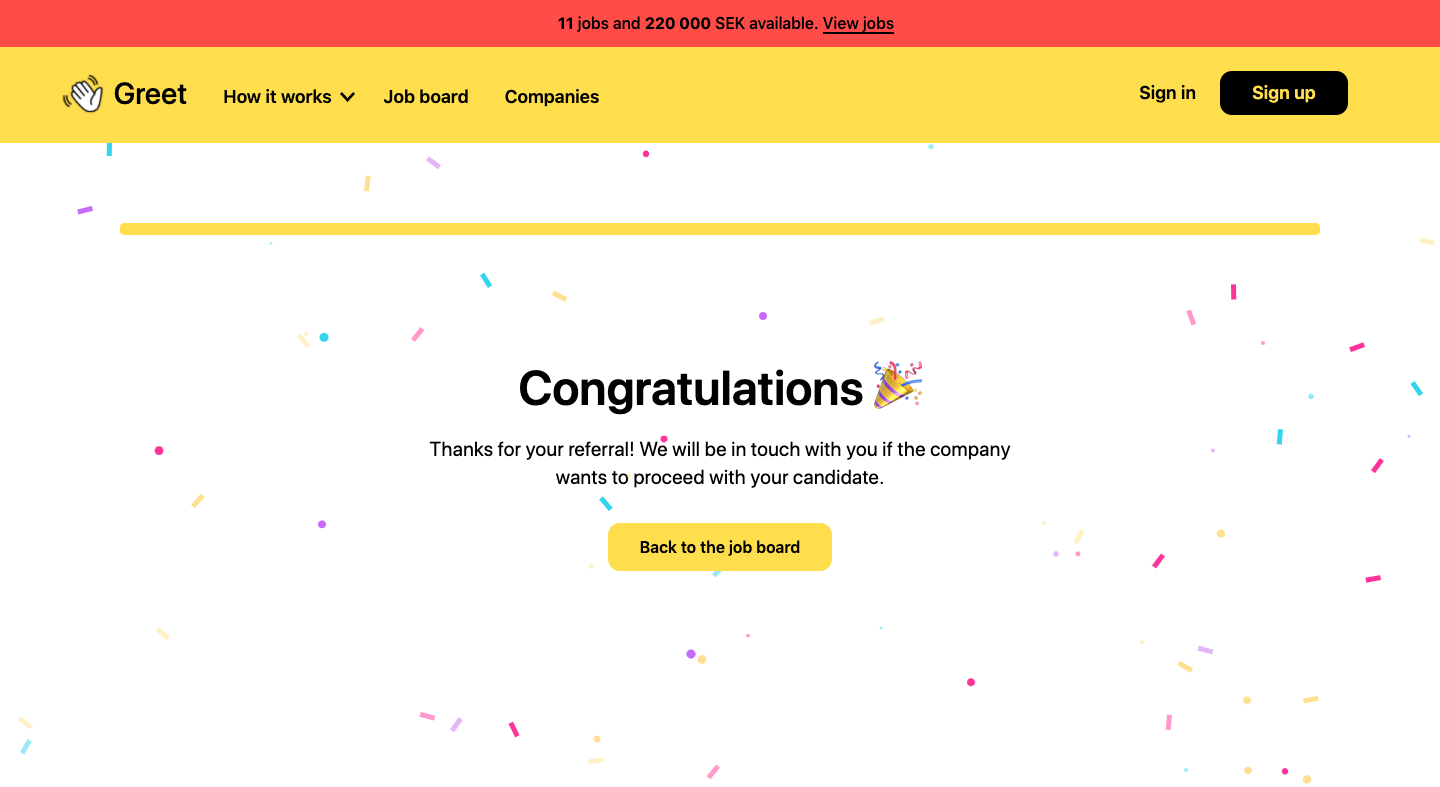 11 jobs and 220 000 SEK available. View jobs
Greet
How it works
Job board
Companies
Sign in
Sign up
Congratulations 🎉
Thanks for your referral! We will be in touch with you if the company
wants to proceed with your candidate.
Back to the job board